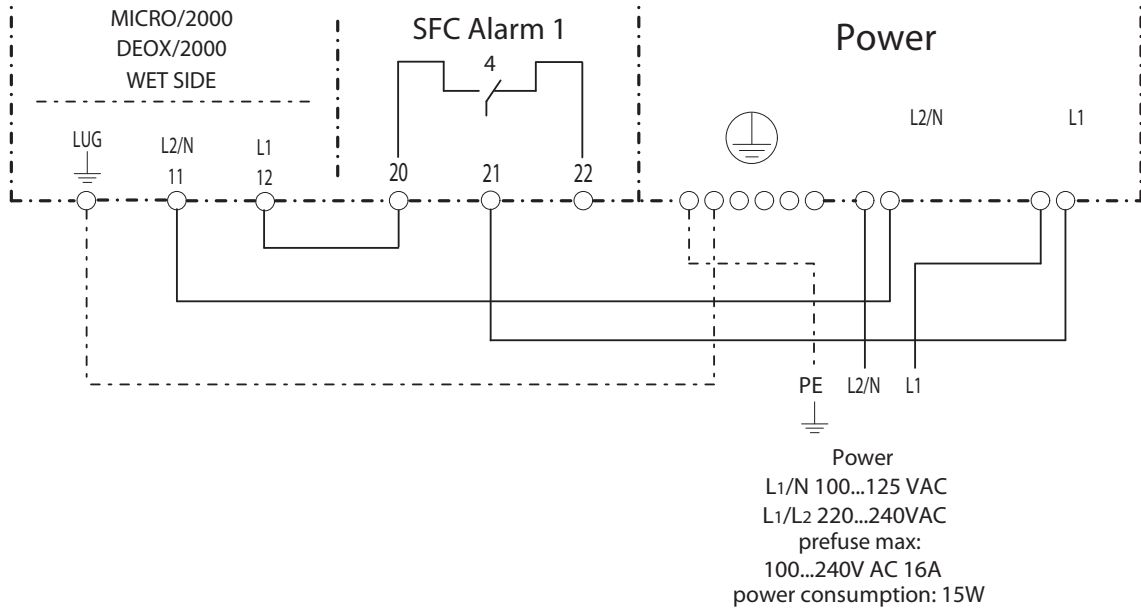 MICRO/2000
DEOX/2000
WET SIDE
SFC Alarm 1
Power
4
LUG
L2/N
L1
L2/N
L1
11
12
20
21
22
PE
L2/N
L1
Power
L1/N 100...125 VAC
L1/L2 220...240VAC
prefuse max:
100...240V AC 16A
power consumption: 15W